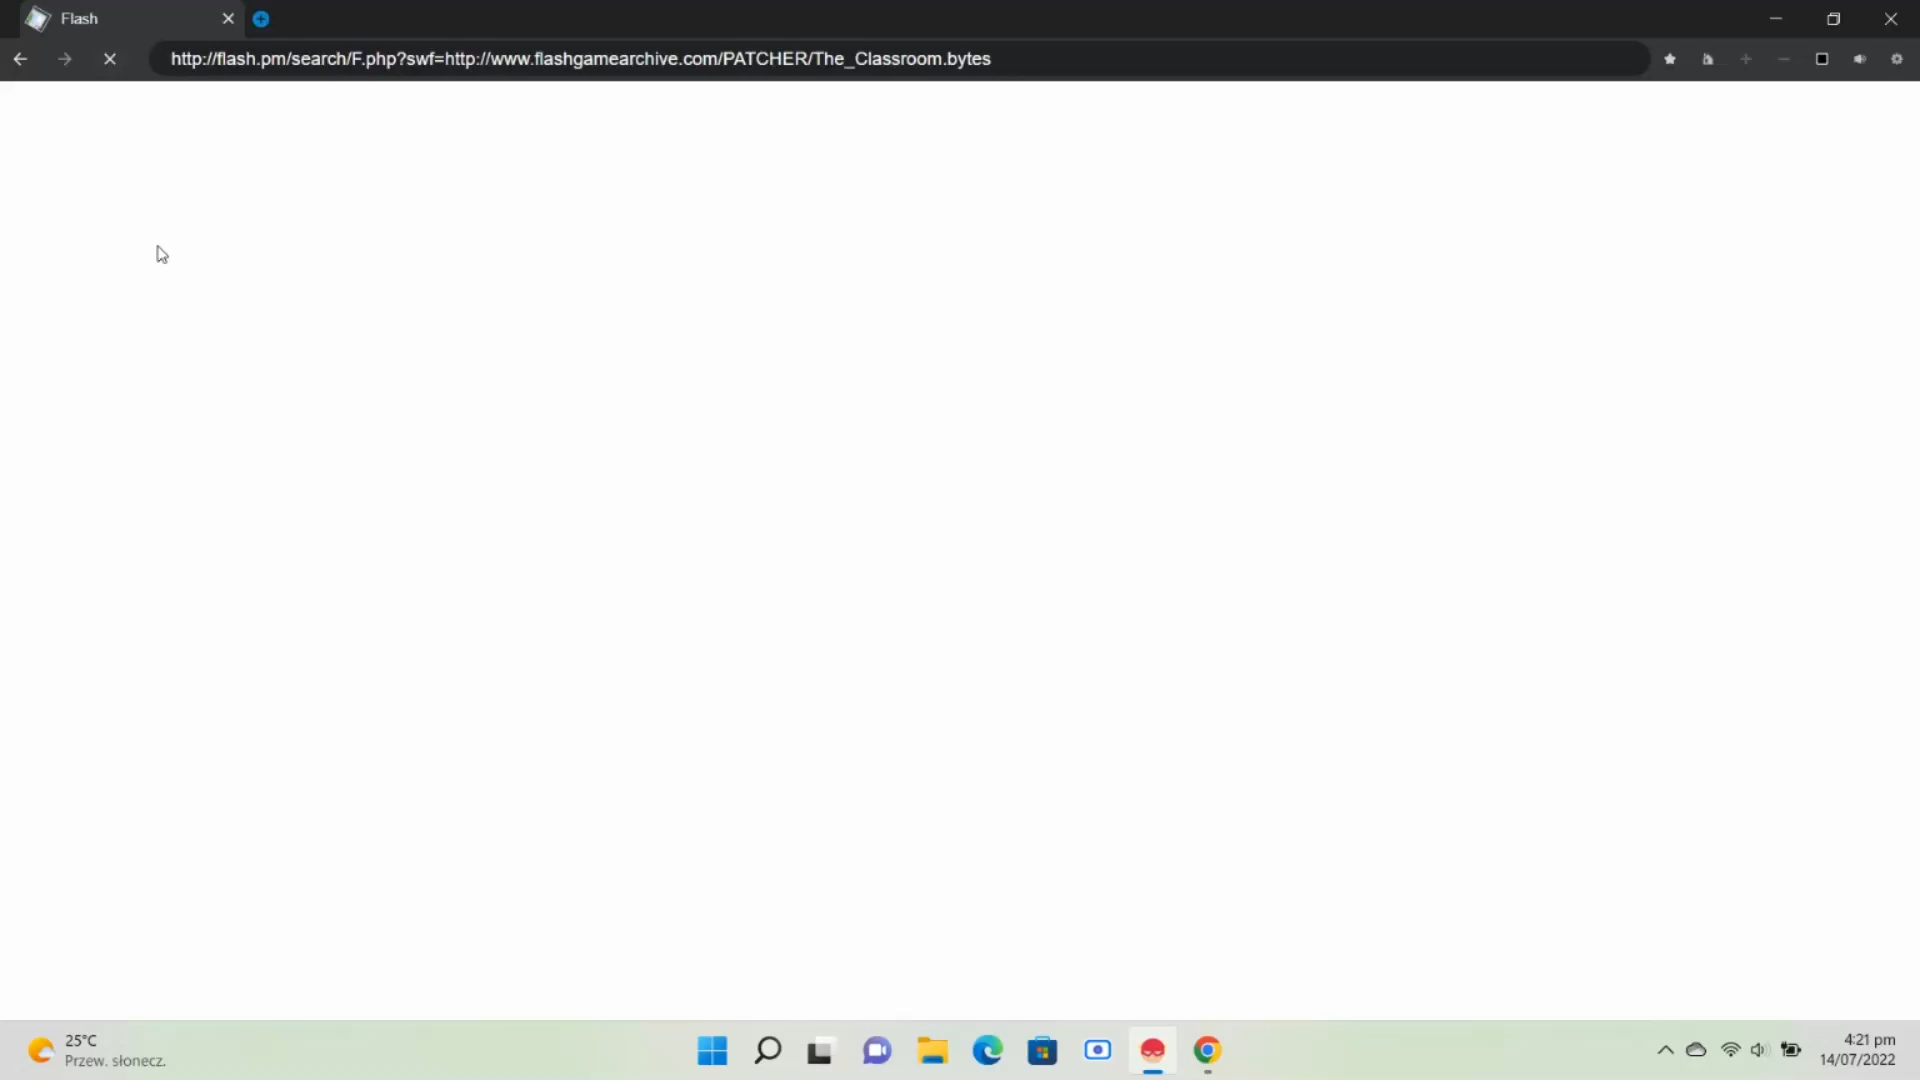 Flash
http://flash.pm/search/F.php?swf=http://www.flashgamearchive.com/PATCHER/The_Classroom.bytes
25°C
Przew. słonecz.
4:21 pm
14/07/2022